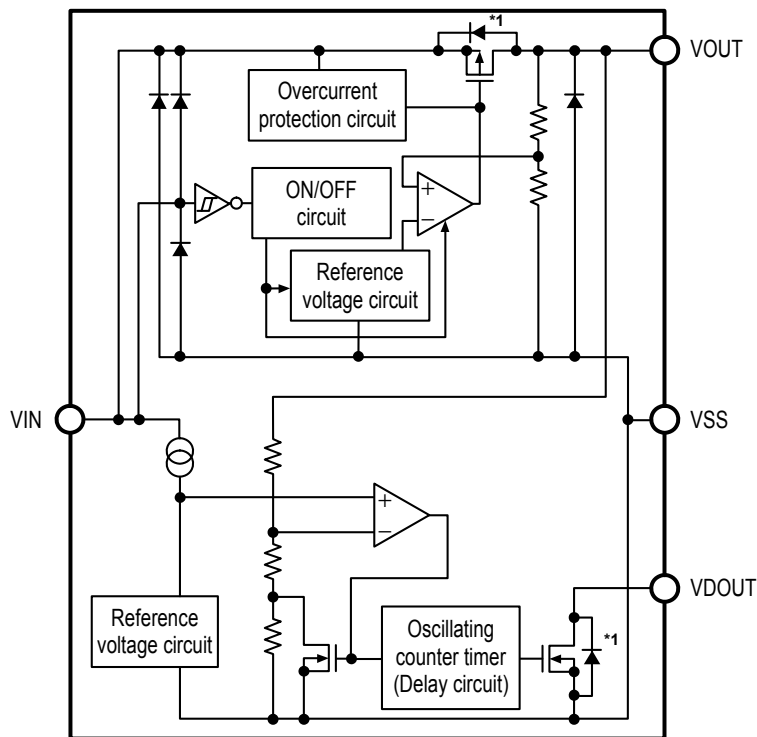 *1
VOUT
Overcurrent
protection circuit
+
−
ON/OFF
circuit
Reference
voltage circuit
VIN
VSS
+
−
VDOUT
Reference
voltage circuit
Oscillating
counter timer
(Delay circuit)
*1